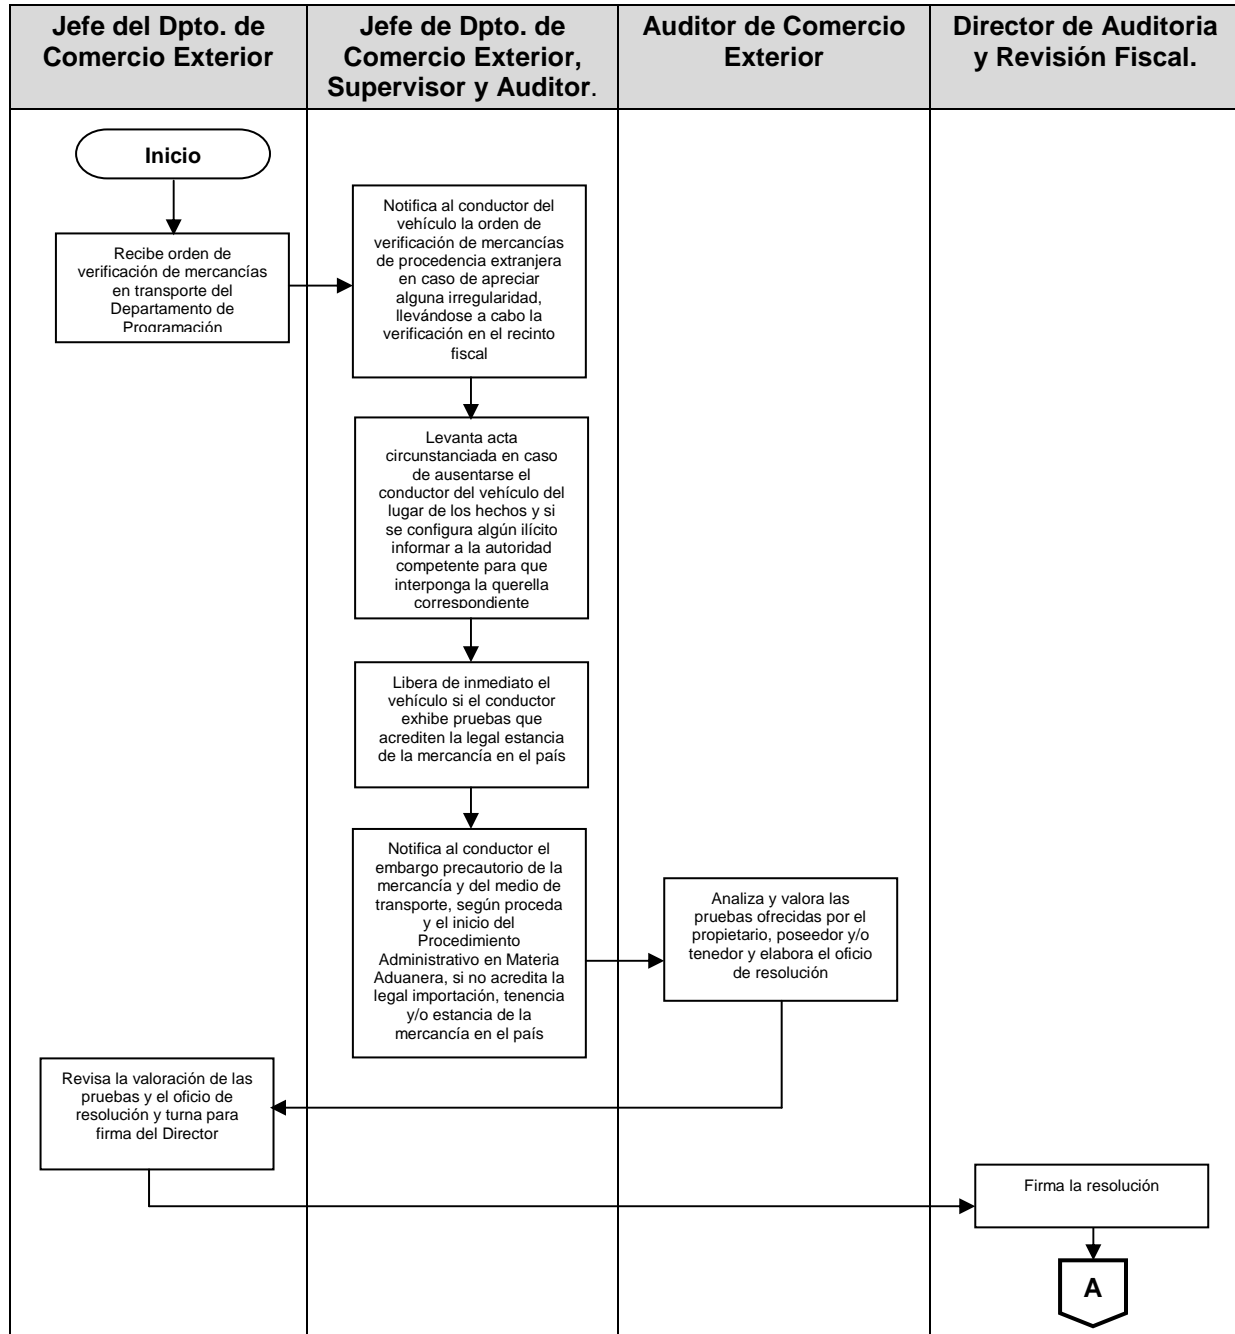 Jefe del Dpto. de
Comercio Exterior
Jefe de Dpto. de
Comercio Exterior,
Supervisor y Auditor.
Auditor de Comercio
Exterior
Director de Auditoria
y Revisión Fiscal.
Inicio
Recibe orden de
verificación de mercancías
en transporte del
Departamento de
Programación
Notifica al conductor del
vehículo la orden de
verificación de mercancías
de procedencia extranjera
en caso de apreciar
alguna irregularidad,
llevándose a cabo la
verificación en el recinto
fiscal
Levanta acta
circunstanciada en caso
de ausentarse el
conductor del vehículo del
lugar de los hechos y si
se configura algún ilícito
informar a la autoridad
competente para que
interponga la querella
correspondiente
Libera de inmediato el
vehículo si el conductor
exhibe pruebas que
acrediten la legal estancia
de la mercancía en el país
Notifica al conductor el
embargo precautorio de la
mercancía y del medio de
transporte, según proceda
y el inicio del
Procedimiento
Administrativo en Materia
Aduanera, si no acredita la
legal importación, tenencia
y/o estancia de la
mercancía en el país
Analiza y valora las
pruebas ofrecidas por el
propietario, poseedor y/o
tenedor y elabora el oficio
de resolución
Revisa la valoración de las
pruebas y el oficio de
resolución y turna para
firma del Director
Firma la resolución
A